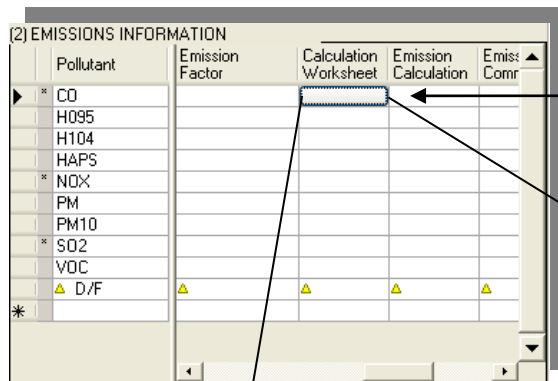 (2) EMISSIONS INFORMATION
Pollutant Emission Factor Calculation Worksheet Emission Calculation Emiss Comr
* CO
H095
H104
HAPS
* NOX
PM
PM10
* SO2
VOC
D/F
*